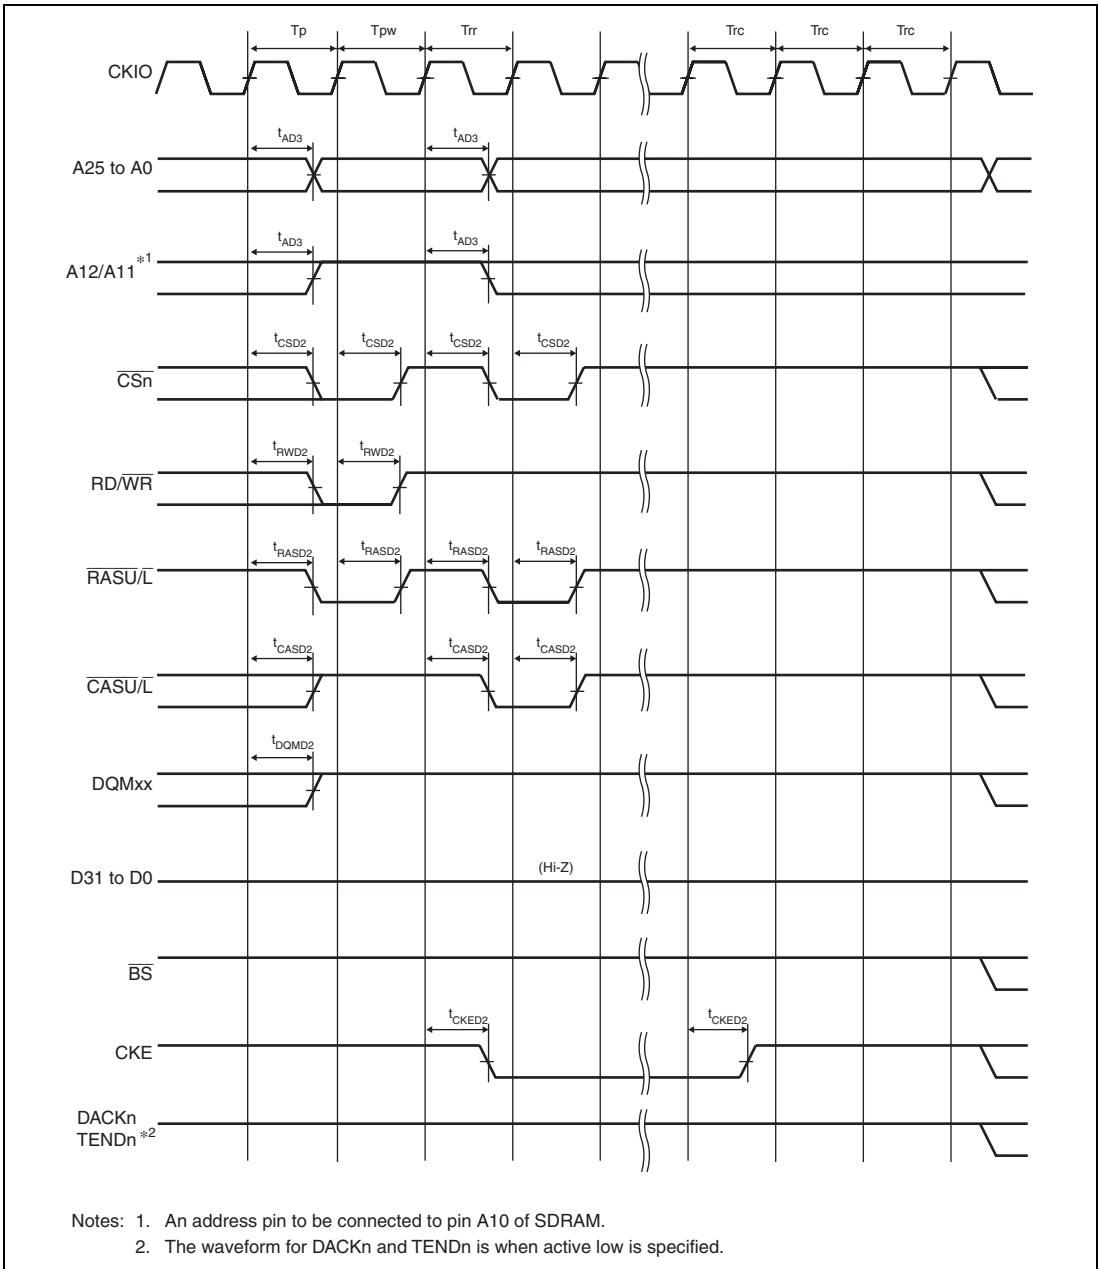 Tp Tpw Trr Trc Trc Trc
CKIO
tAD3 tAD3
A25 to A0
tAD3 tAD3
A12/A11*1
tCSD2 tCSD2 tCSD2 tCSD2
CSn
tRWD2 tRWD2
RD/WR
tRASD2 tRASD2 tRASD2 tRASD2
RASU/L
tCASD2 tCASD2 tCASD2
CASU/L
tDQMD2
DQMxx
(Hi-Z)
D31 to D0
BS
tCKED2 tCKED2
CKE
DACKn
TENDn*2
Notes: 1. An address pin to be connected to pin A10 of SDRAM.
2. The waveform for DACKn and TENDn is when active low is specified.